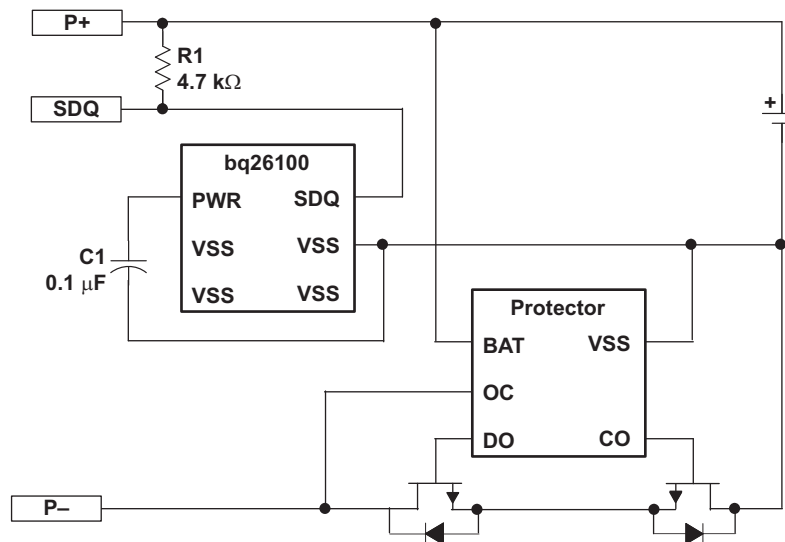 P+
R1
4.7 kΩ
SDQ
+
bq26100
PWR SDQ
VSS VSS
VSS VSS
C1
0.1 μF
Protector
BAT VSS
OC
DO CO
P–